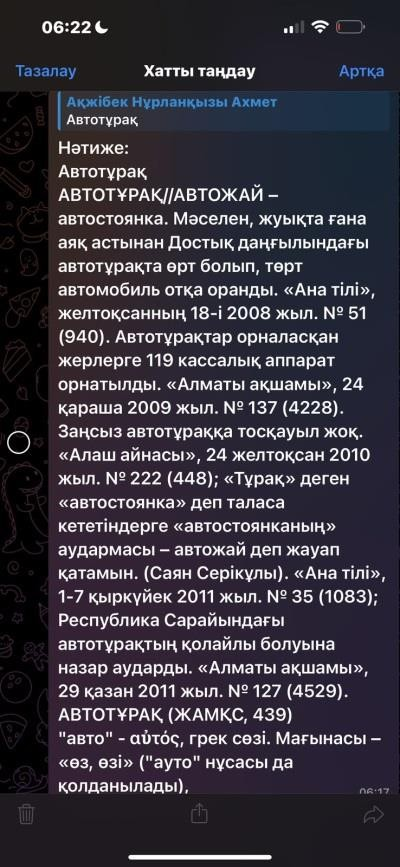 06:22
Тазалау
Хатты таңдау
Артқа
Ақжібек Нұрланқызы Ахмет
Автотұрақ
Нәтиже:
Автотұрақ
АВТОТҰРАҚ//АВТОЖАЙ –
автостоянка. Мәселен, жуықта ғана
аяқ астынан Достық даңғылындағы
автотұрақта өрт болып, төрт
автомобиль отқа оранды. «Ана тілі»,
желтоқсанның 18-і 2008 жыл. № 51
(940). Автотұрақтар орналасқан
жерлерге 119 кассалық аппарат
орнатылды. «Алматы ақшамы», 24
қараша 2009 жыл. № 137 (4228).
Заңсыз автотұраққа тосқауыл жоқ.
«Алаш айнасы», 24 желтоқсан 2010
жыл. № 222 (448); «Тұрақ» деген
«автостоянка» деп таласа
кететіндерге «автостоянканың»
аудармасы – автожай деп жауап
қатамын. (Саян Серікұлы). «Ана тілі»,
1-7 қыркүйек 2011 жыл. № 35 (1083);
Республика Сарайындағы
автотұрақтың қолайлы болуына
назар аударды. «Алматы ақшамы»,
29 қазан 2011 жыл. № 127 (4529).
АВТОТҰРАҚ (ЖАМҚС, 439)
"авто" - αὐτός, грек сөзі. Мағынасы –
«өз, өзі» ("ауто" нұсқасы да
қолданылады),
06:17